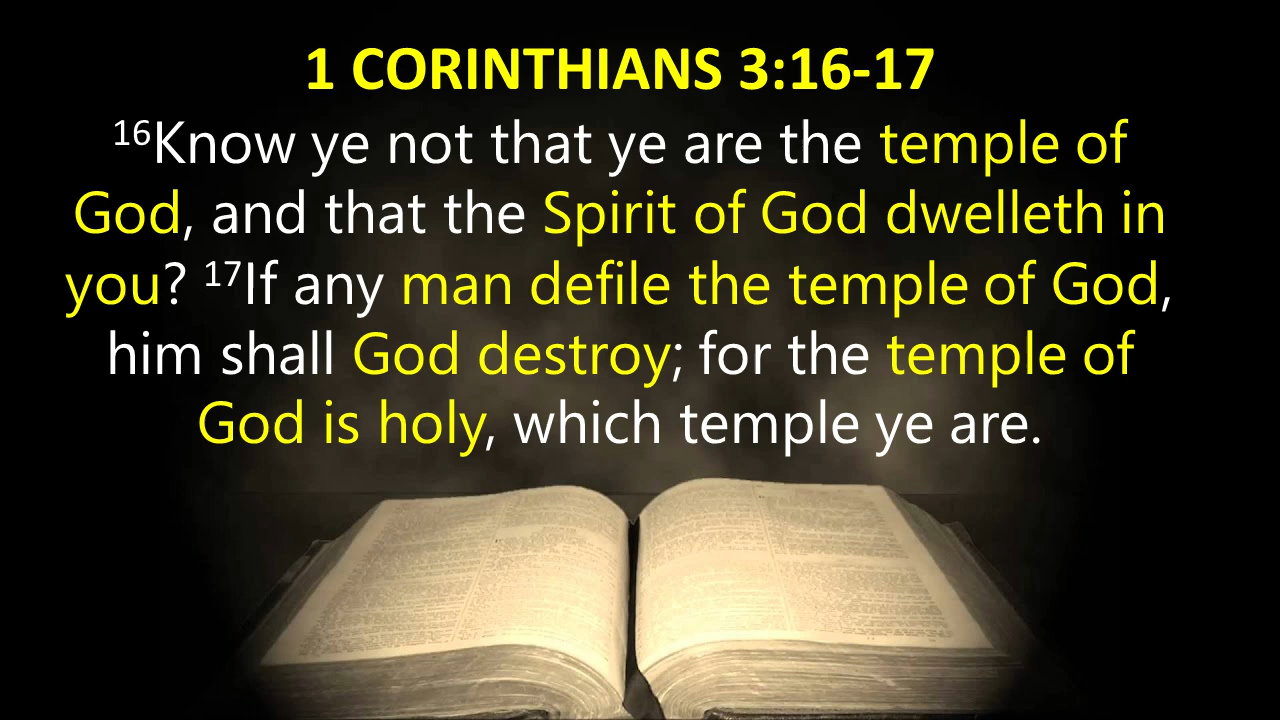 1 CORINTHIANS 3:16-17
¹⁶Know ye not that ye are the temple of
God, and that the Spirit of God dwelleth in
you? ¹⁷If any man defile the temple of God,
him shall God destroy; for the temple of
God is holy, which temple ye are.